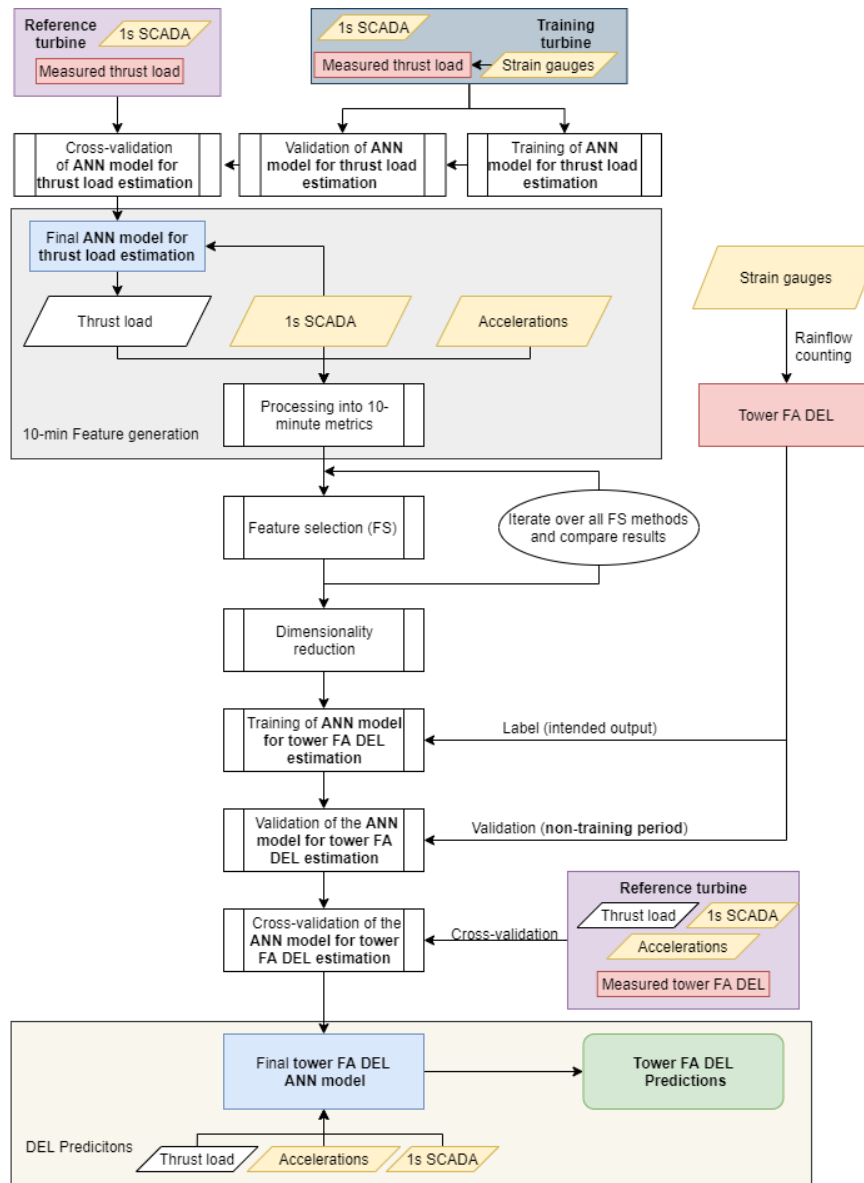 Reference
turbine
1s SCADA
Measured thrust load
1s SCADA
Training
turbine
Measured thrust load
Strain gauges
Cross-validation
of ANN model for
thrust load estimation
Validation of ANN
model for thrust load
estimation
Training of ANN
model for thrust load
estimation
Final ANN model for
thrust load estimation
Thrust load
1s SCADA
Accelerations
Strain gauges
Rainflow
counting
Processing into 10-
minute metrics
10-min Feature generation
Tower FA DEL
Feature selection (FS)
Iterate over all FS methods
and compare results
Dimensionality
reduction
Training of ANN model
for tower FA DEL
estimation
Label (intended output)
Validation of the ANN
model for tower FA
DEL estimation
Validation (non-training period)
Cross-validation of the
ANN model for tower
FA DEL estimation
Cross-validation
Reference turbine
Thrust load
1s SCADA
Accelerations
Measured tower FA DEL
Final tower FA DEL
ANN model
Tower FA DEL
Predictions
DEL Predicitons
Thrust load
Accelerations
1s SCADA